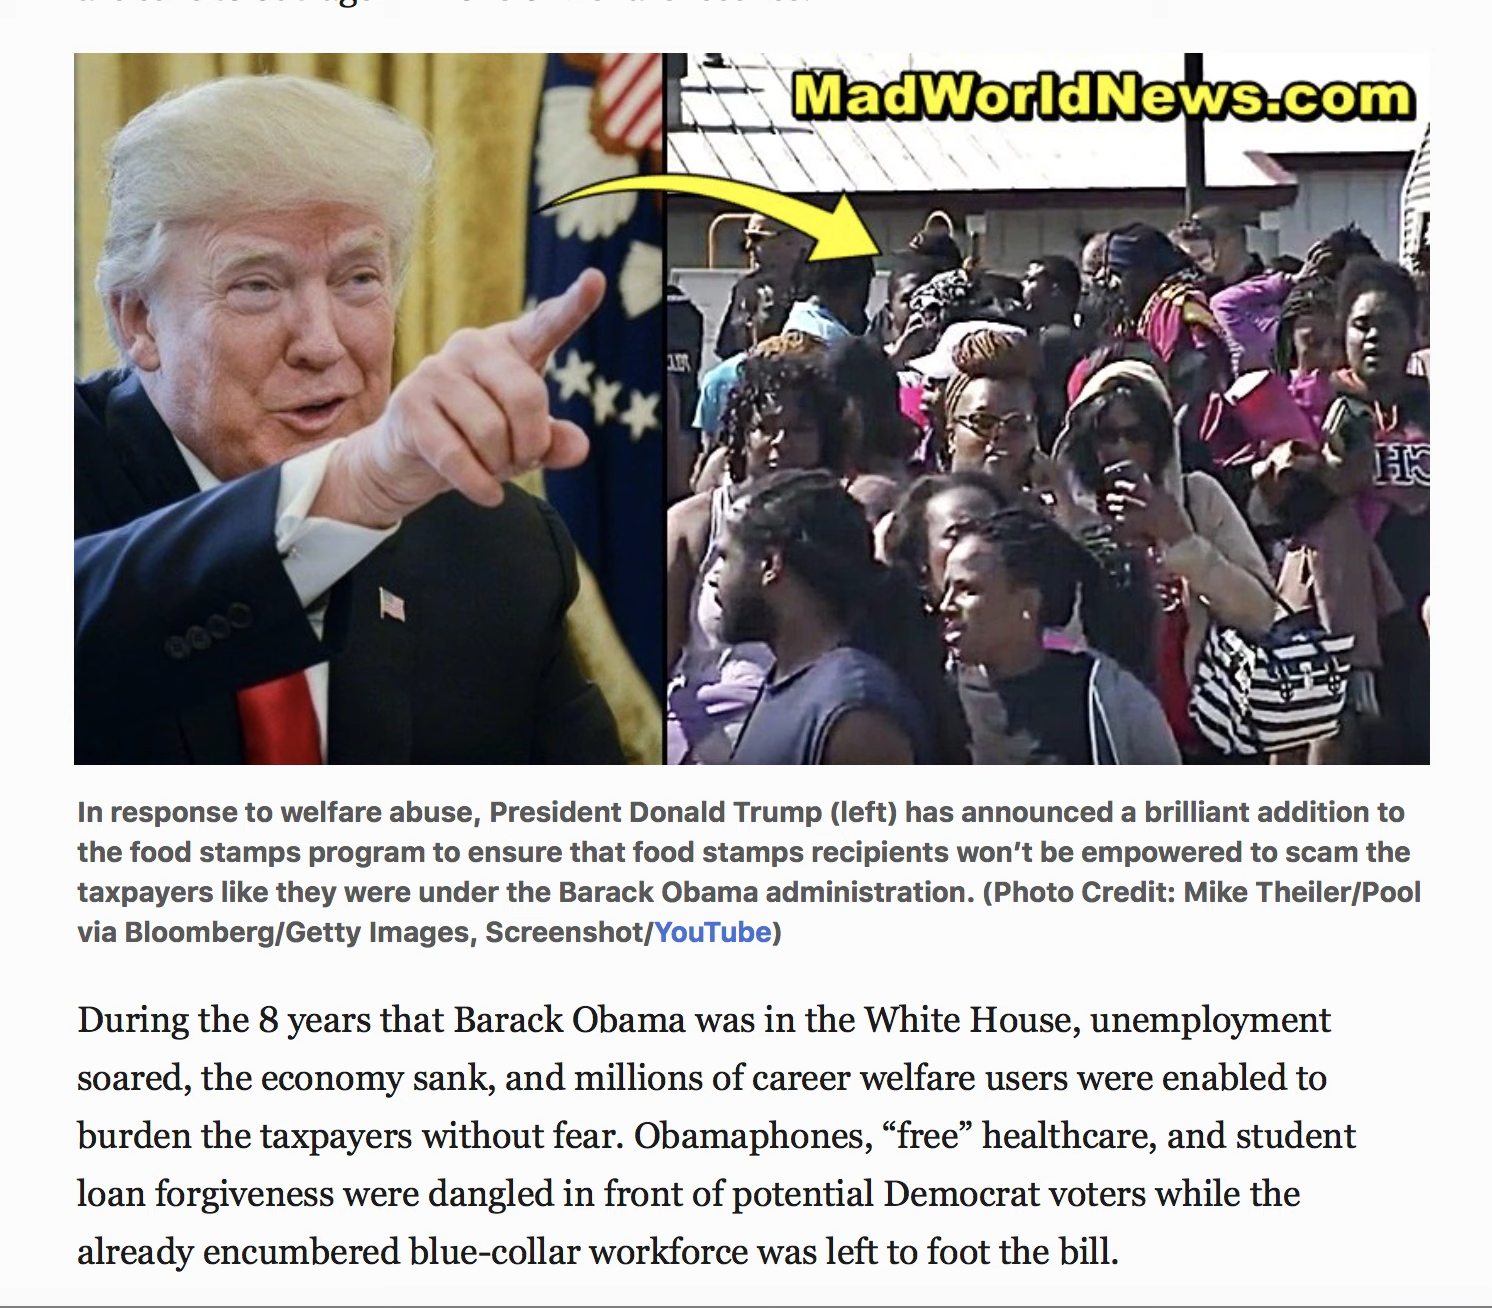 MadWorldNews.com
In response to welfare abuse, President Donald Trump (left) has announced a brilliant addition to
the food stamps program to ensure that food stamps recipients won't be empowered to scam the
taxpayers like they were under the Barack Obama administration. (Photo Credit: Mike Theiler/Pool
via Bloomberg/Getty Images, Screenshot/YouTube)
During the 8 years that Barack Obama was in the White House, unemployment
soared, the economy sank, and millions of career welfare users were enabled to
burden the taxpayers without fear. Obamaphones, “free” healthcare, and student
loan forgiveness were dangled in front of potential Democrat voters while the
already encumbered blue-collar workforce was left to foot the bill.